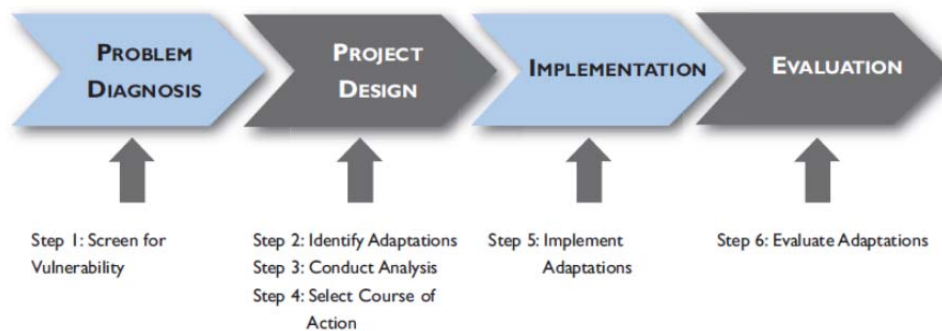 PROBLEM
DIAGNOSIS
PROJECT
DESIGN
IMPLEMENTATION
EVALUATION
Step 1: Screen for
Vulnerability
Step 2: Identify Adaptations
Step 3: Conduct Analysis
Step 4: Select Course of
Action
Step 5: Implement
Adaptations
Step 6: Evaluate Adaptations